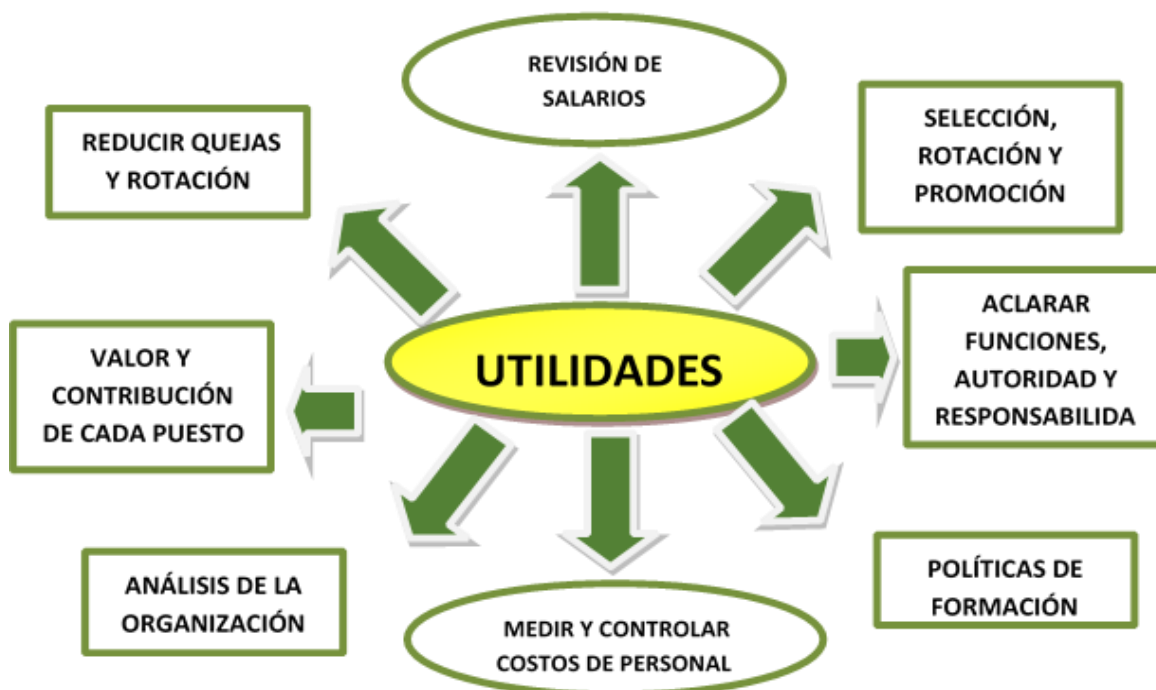 REVISIÓN DE
SALARIOS
REDUCIR QUEJAS
Y ROTACIÓN
SELECCIÓN,
ROTACIÓN Y
PROMOCIÓN
UTILIDADES
VALOR Y
CONTRIBUCIÓN
DE CADA PUESTO
ACLARAR
FUNCIONES,
AUTORIDAD Y
RESPONSABILIDA
ANÁLISIS DE LA
ORGANIZACIÓN
MEDIR Y CONTROLAR
COSTOS DE PERSONAL
POLÍTICAS DE
FORMACIÓN